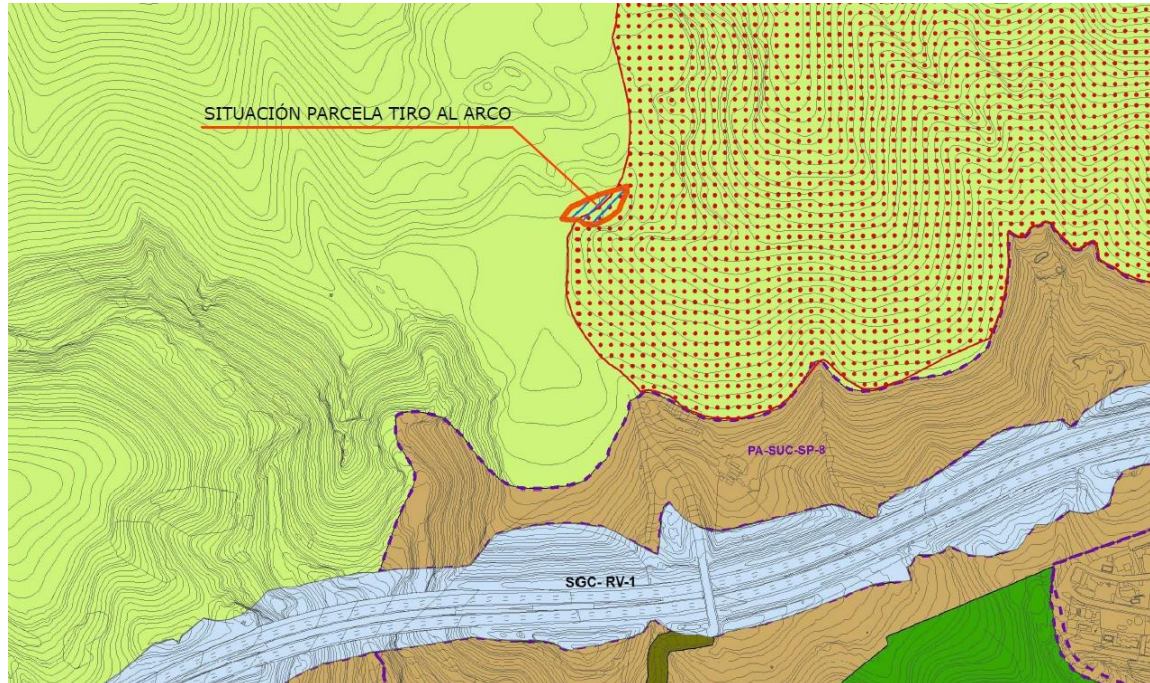 SITUACIÓN PARCELA TIRO AL ARCO
PA-SUC-SP-8
SGC- RV-1